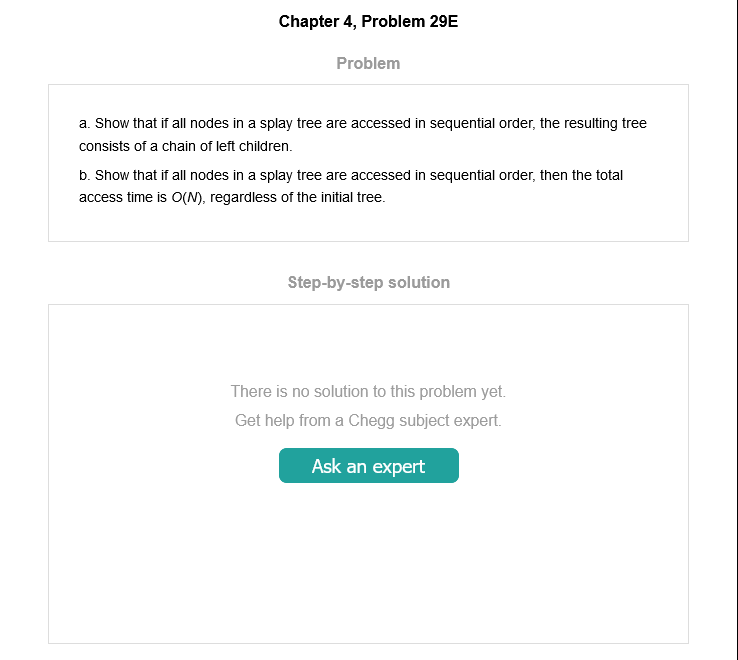 Chapter 4, Problem 29E
Problem
a. Show that if all nodes in a splay tree are accessed in sequential order, the resulting tree
consists of a chain of left children.
b. Show that if all nodes in a splay tree are accessed in sequential order, then the total
access time is O(N), regardless of the initial tree.
Step-by-step solution
There is no solution to this problem yet.
Get help from a Chegg subject expert.
Ask an expert